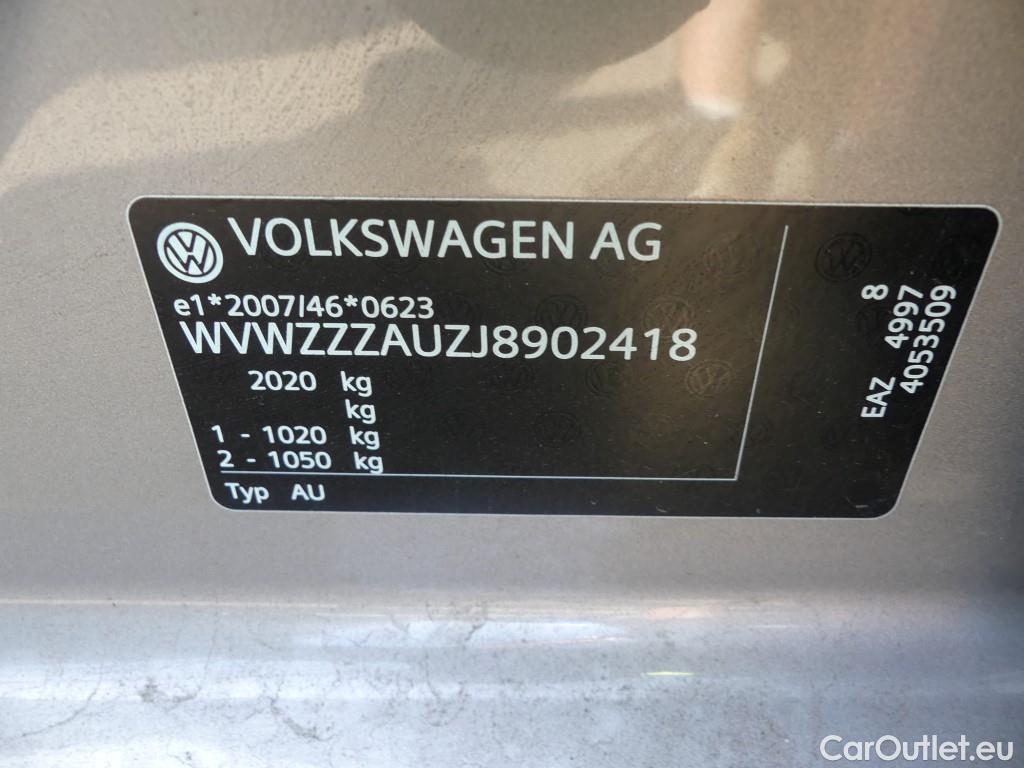 VOLKSWAGEN AG
e1*2007/46*0623
WVWZZZAUZJ8902418
2020 kg
kg
1 - 1020 kg
2 - 1050 kg
Typ AU
EAZ 4997 8
4053509
CarOutlet.eu